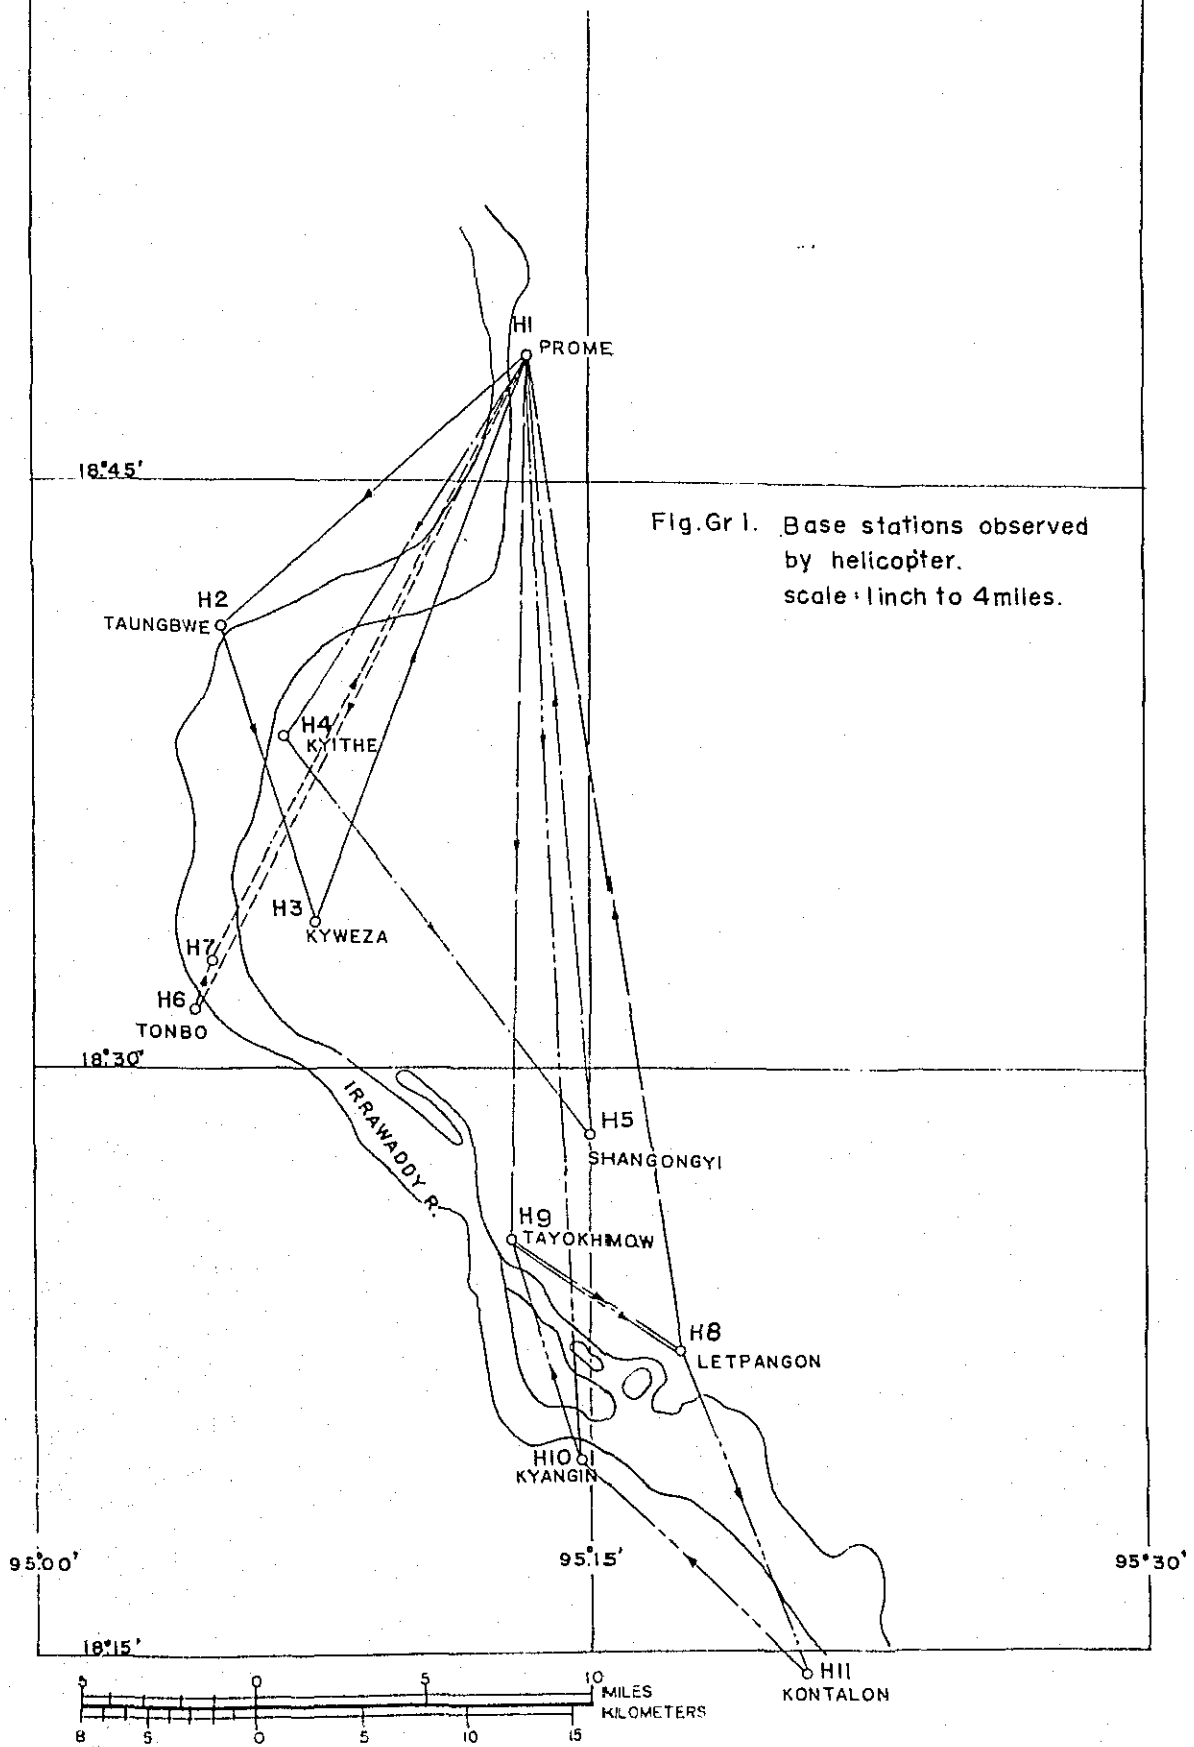 H1
PROME
18°45'
Fig.Gr 1. Base stations observed
by helicopter.
scale: 1 inch to 4 miles.
H2
TAUNGBWE
H4
KYITHE
H3
KYWEZA
H7
H6
TONBO
18°30'
IRRAWADDY R.
H5
SHANGONGYI
H9
TAYOKHMOW
H8
LETPANGON
H10
KYANGIN
95°00'
95°15'
95°30'
18°15'
H11
KONTALON
5 0 5 10 MILES
KILOMETERS
8 5 0 5 10 15